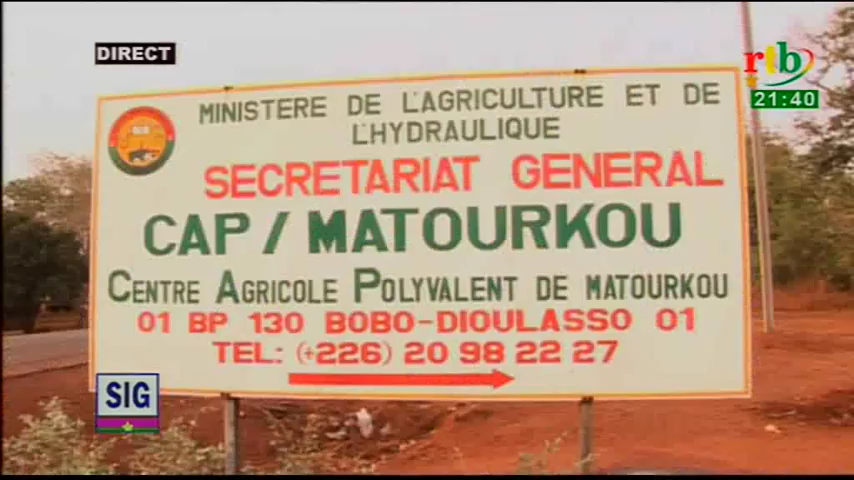 DIRECT
rtb
21:40
MINISTERE DE L'AGRICULTURE ET DE
L'HYDRAULIQUE
SECRETARIAT GENERAL
CAP / MATOURKOU
CENTRE AGRICOLE POLYVALENT DE MATOURKOU
01 BP 130 BOBO-DIOULASSO 01
TEL: (+226) 20 98 22 27
SIG